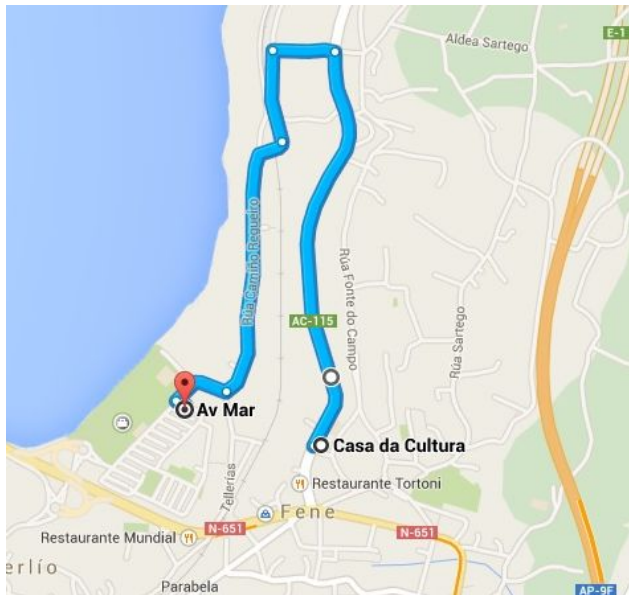 Aldea Sartego
E-1
Rúa Camiño Regueiro
Rúa Fonte do Campo
AC-115
Rúa Sartego
Av Mar
Casa da Cultura
Tellerías
Restaurante Tortoni
Fene
N-651
N-651
Restaurante Mundial
erlío
Parabela
AP-9F